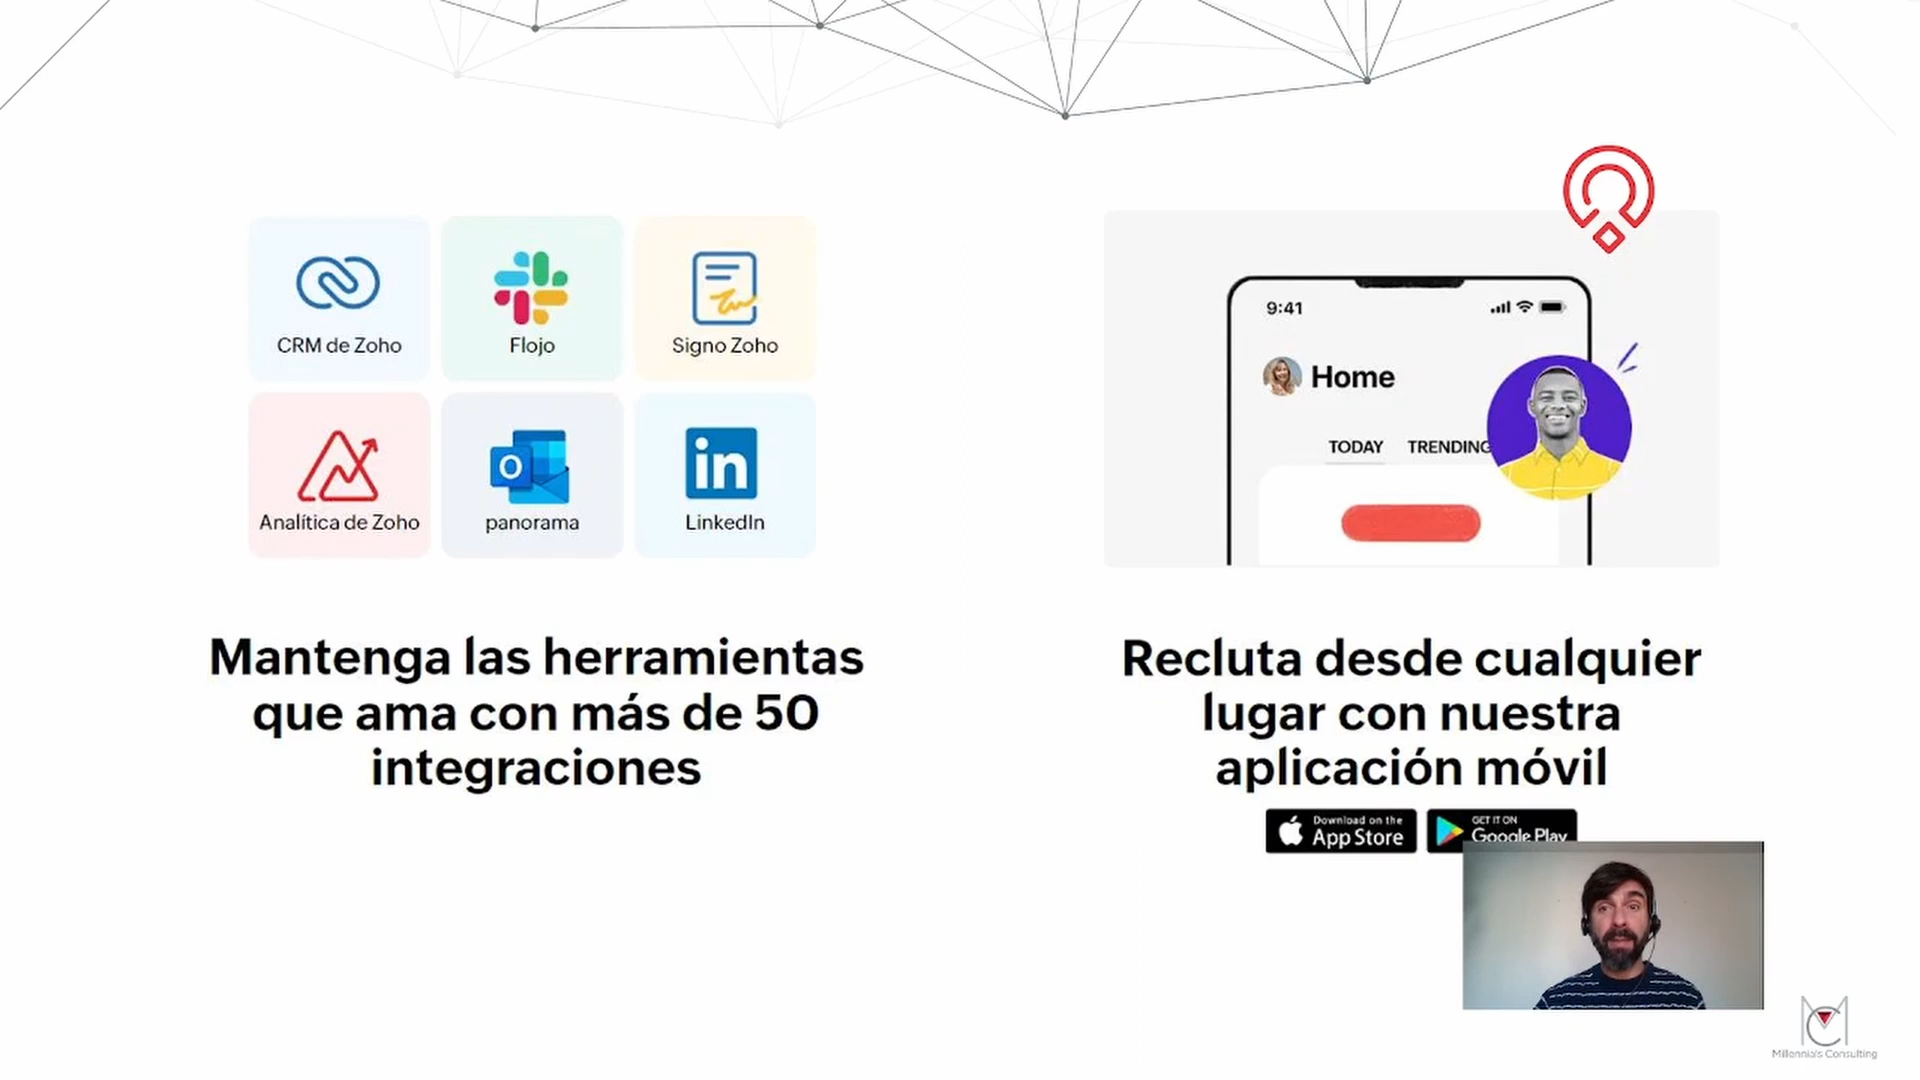 CRM de Zoho
Flojo
Signo Zoho
Analítica de Zoho
panorama
LinkedIn
Mantenga las herramientas
que ama con más de 50
integraciones
9:41
Home
TODAY TRENDING
Recluta desde cualquier
lugar con nuestra
aplicación móvil
Download on the
App Store
GET IT ON
Google Play
Millennia's Consulting